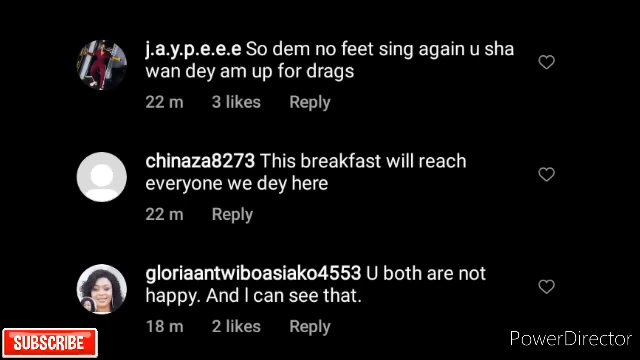 j.a.y.p.e.e.e So dem no feet sing again u sha
wan dey am up for drags
22 m 3 likes Reply
chinaza8273 This breakfast will reach
everyone we dey here
22 m Reply
gloriaantwiboasiako4553 U both are not
happy. And I can see that.
18 m 2 likes Reply
SUBSCRIBE
PowerDirector